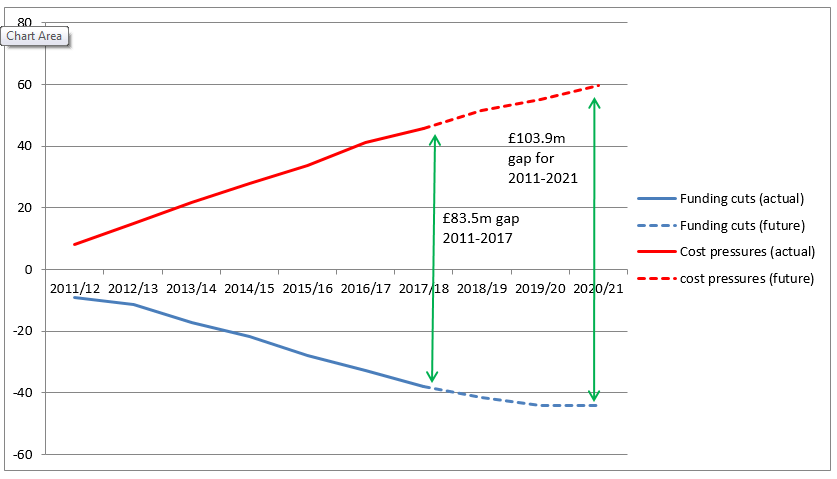 80
Chart Area
60
40
20
0
-20
-40
-60
2011/12 2012/13 2013/14 2014/15 2015/16 2016/17 2017/18 2018/19 2019/20 2020/21
£103.9m
gap for
2011-2021
£83.5m gap
2011-2017
Funding cuts (actual)
Funding cuts (future)
Cost pressures (actual)
cost pressures (future)